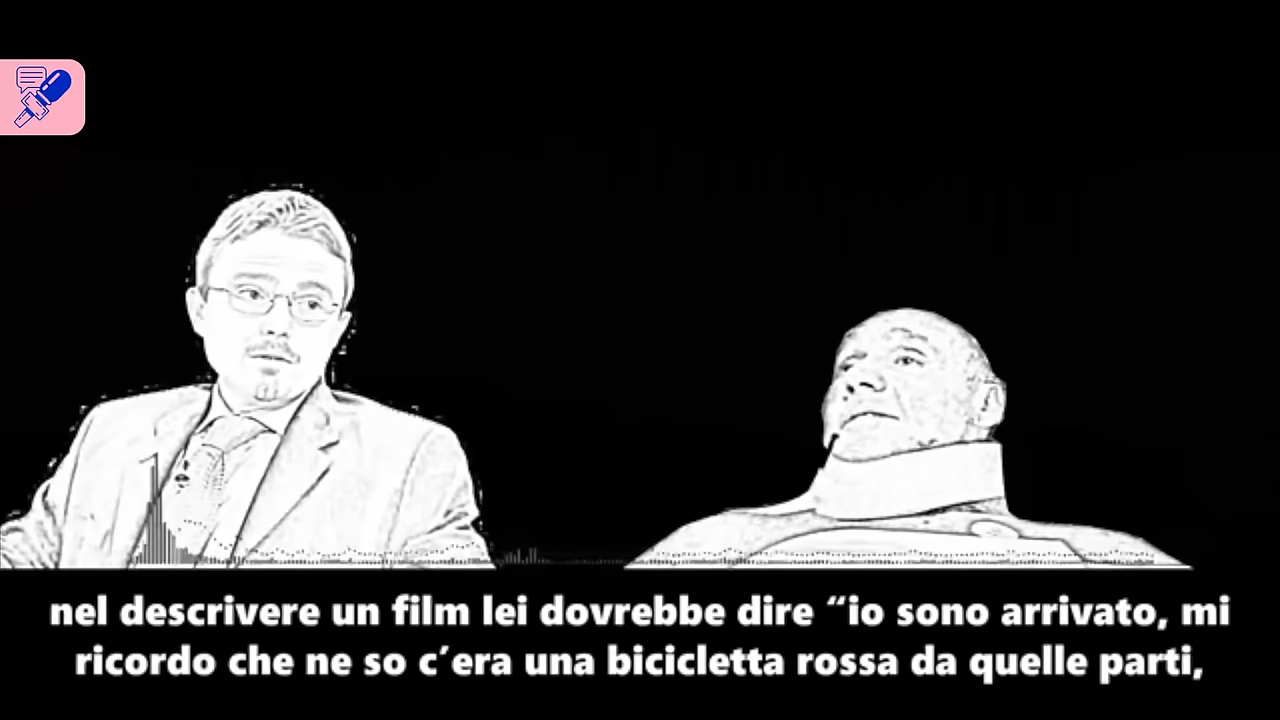 nel descrivere un film lei dovrebbe dire “io sono arrivato, mi
ricordo che ne so c´era una bicicletta rossa da quelle parti,